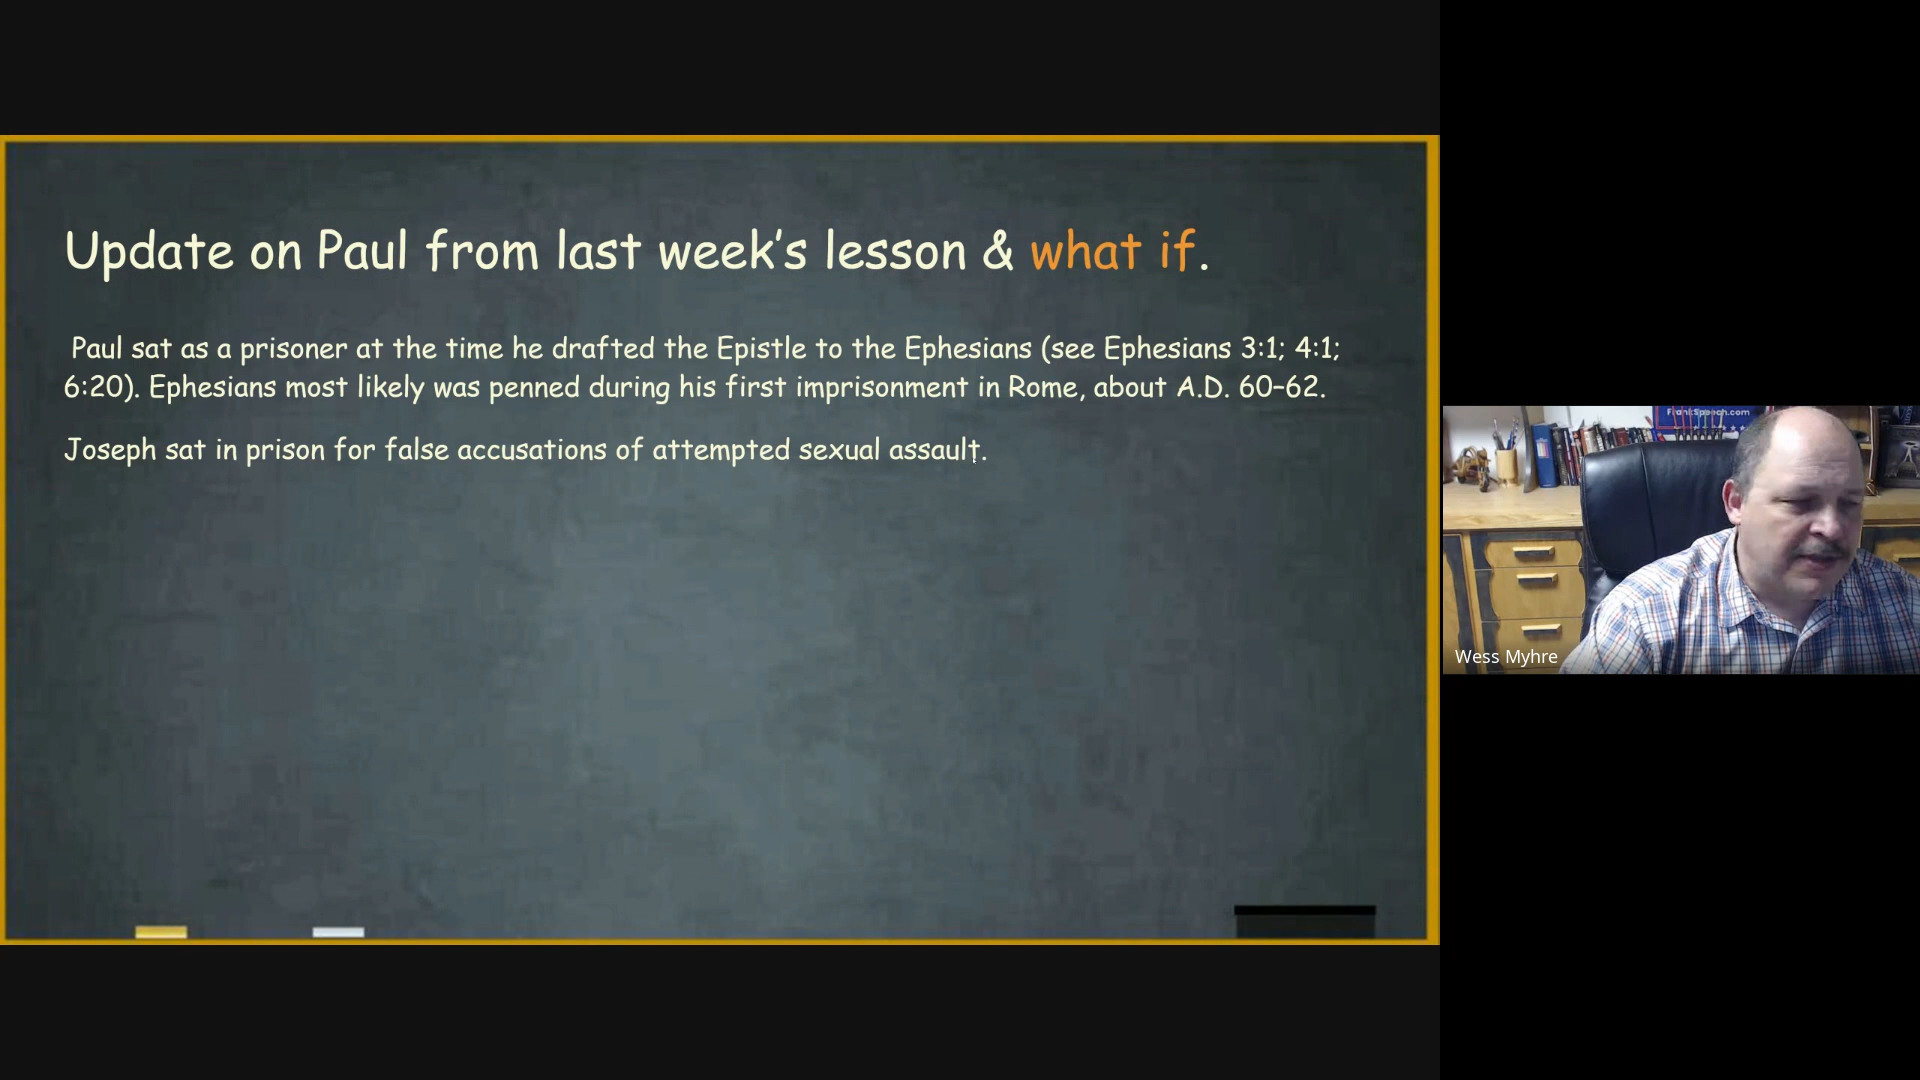 Update on Paul from last week's lesson & what if.
Paul sat as a prisoner at the time he drafted the Epistle to the Ephesians (see Ephesians 3:1; 4:1;
6:20). Ephesians most likely was penned during his first imprisonment in Rome, about A.D. 60–62.
Joseph sat in prison for false accusations of attempted sexual assault.
FrankSpeech.com
Wess Myhre